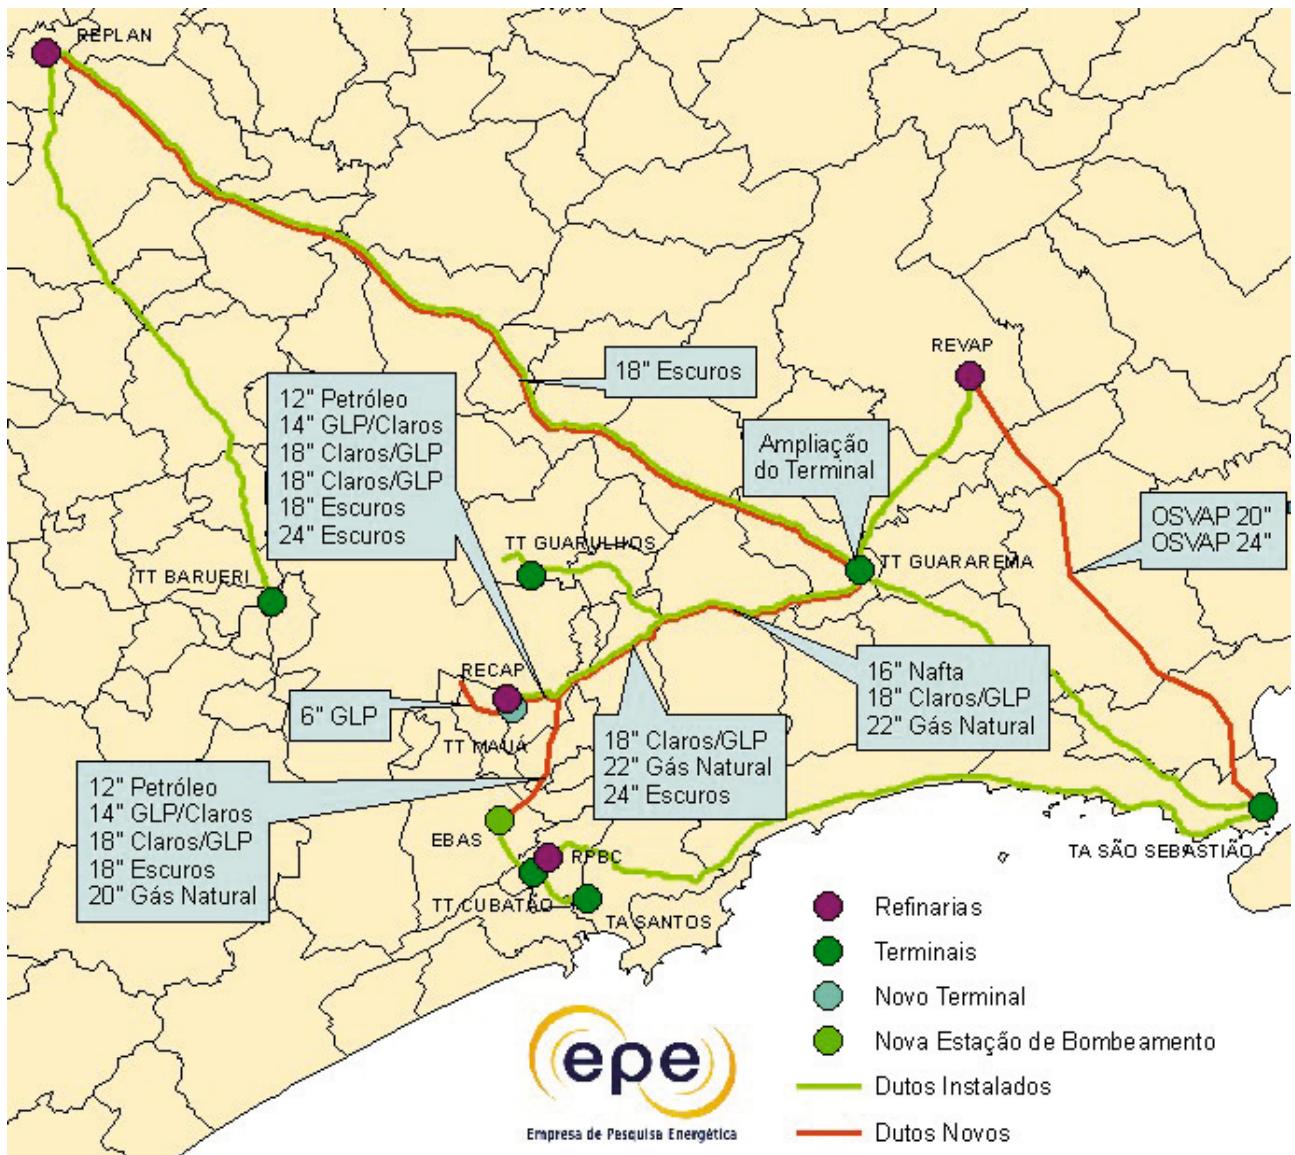 REPLAN
18" Escuros
REVAP
12" Petróleo
14" GLP/Claros
18" Claros/GLP
18" Claros/GLP
18" Escuros
24" Escuros
Ampliação
do Terminal
OSVAP 20"
OSVAP 24"
TT GUARULHOS
TT GUARAREMA
TT BARUERI
RECAP
6" GLP
TT MAUÁ
16" Nafta
18" Claros/GLP
22" Gás Natural
18" Claros/GLP
22" Gás Natural
24" Escuros
12" Petróleo
14" GLP/Claros
18" Claros/GLP
18" Escuros
20" Gás Natural
EBAS
RPBC
TT CUBATÃO
TA SANTOS
TA SÃO SEBASTIÃO
Refinarias
Terminais
Novo Terminal
Nova Estação de Bombeamento
Dutos Instalados
Dutos Novos
epe
Empresa de Pesquisa Energética